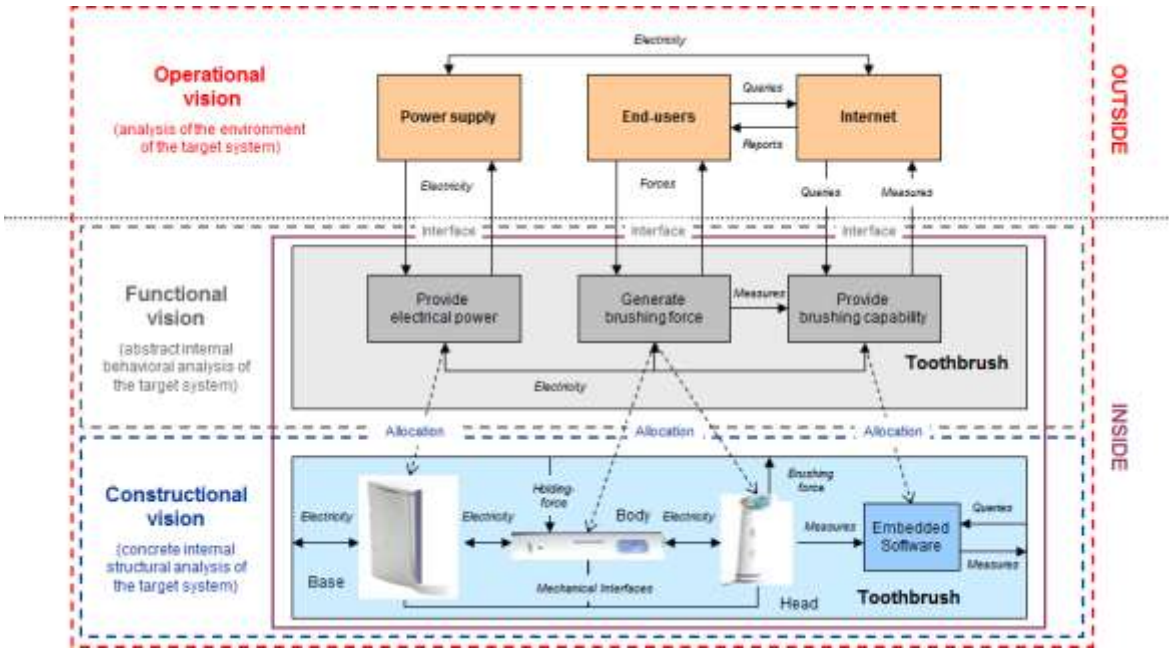 Electricity
Operational
vision
(analysis of the environment
of the target system)
Power supply
End-users
Queries
Reports
Internet
OUTSIDE
Electricity
Forces
Queries
Measures
Interface
Interface
Interface
Functional
vision
(abstract internal
behavioral analysis of
the target system)
Provide
electrical power
Generate
brushing force
Measures
Provide
brushing capability
Toothbrush
Electricity
INSIDE
Allocation
Allocation
Allocation
Constructional
vision
(concrete internal
structural analysis of
the target system)
Electricity
Base
Electricity
Holding
force
Body
Electricity
Brushing
force
Mechanical Interfaces
Head
Measures
Embedded
Software
Queries
Measures
Toothbrush